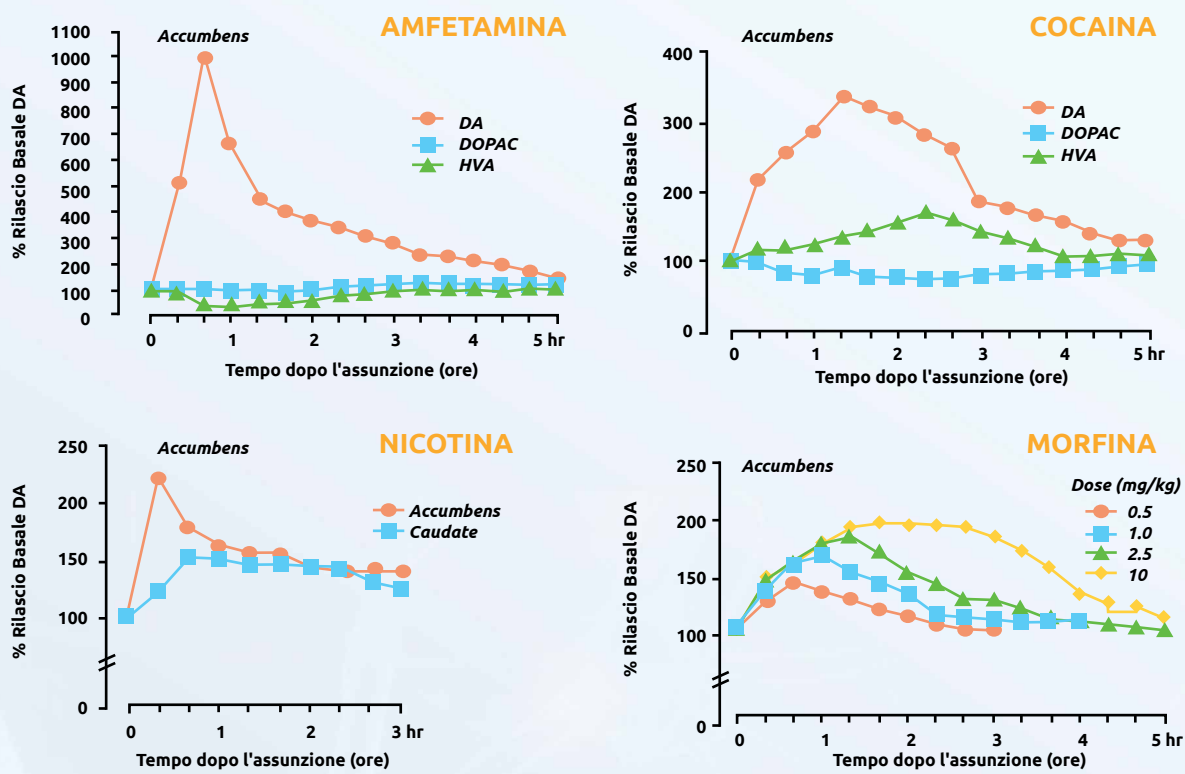 AMFETAMINA
Accumbens
% Rilascio Basale DA
1100
1000
900
800
700
600
500
400
300
200
100
0
DA
DOPAC
HVA
0 1 2 3 4 5 hr
Tempo dopo l'assunzione (ore)
COCAINA
Accumbens
% Rilascio Basale DA
400
300
200
100
0
DA
DOPAC
HVA
0 1 2 3 4 5 hr
Tempo dopo l'assunzione (ore)
NICOTINA
Accumbens
% Rilascio Basale DA
250
200
150
100
0
Accumbens
Caudate
0 1 2 3 hr
Tempo dopo l'assunzione (ore)
MORFINA
Accumbens
% Rilascio Basale DA
250
200
150
100
0
Dose (mg/kg)
0.5
1.0
2.5
10
0 1 2 3 4 5 hr
Tempo dopo l'assunzione (ore)